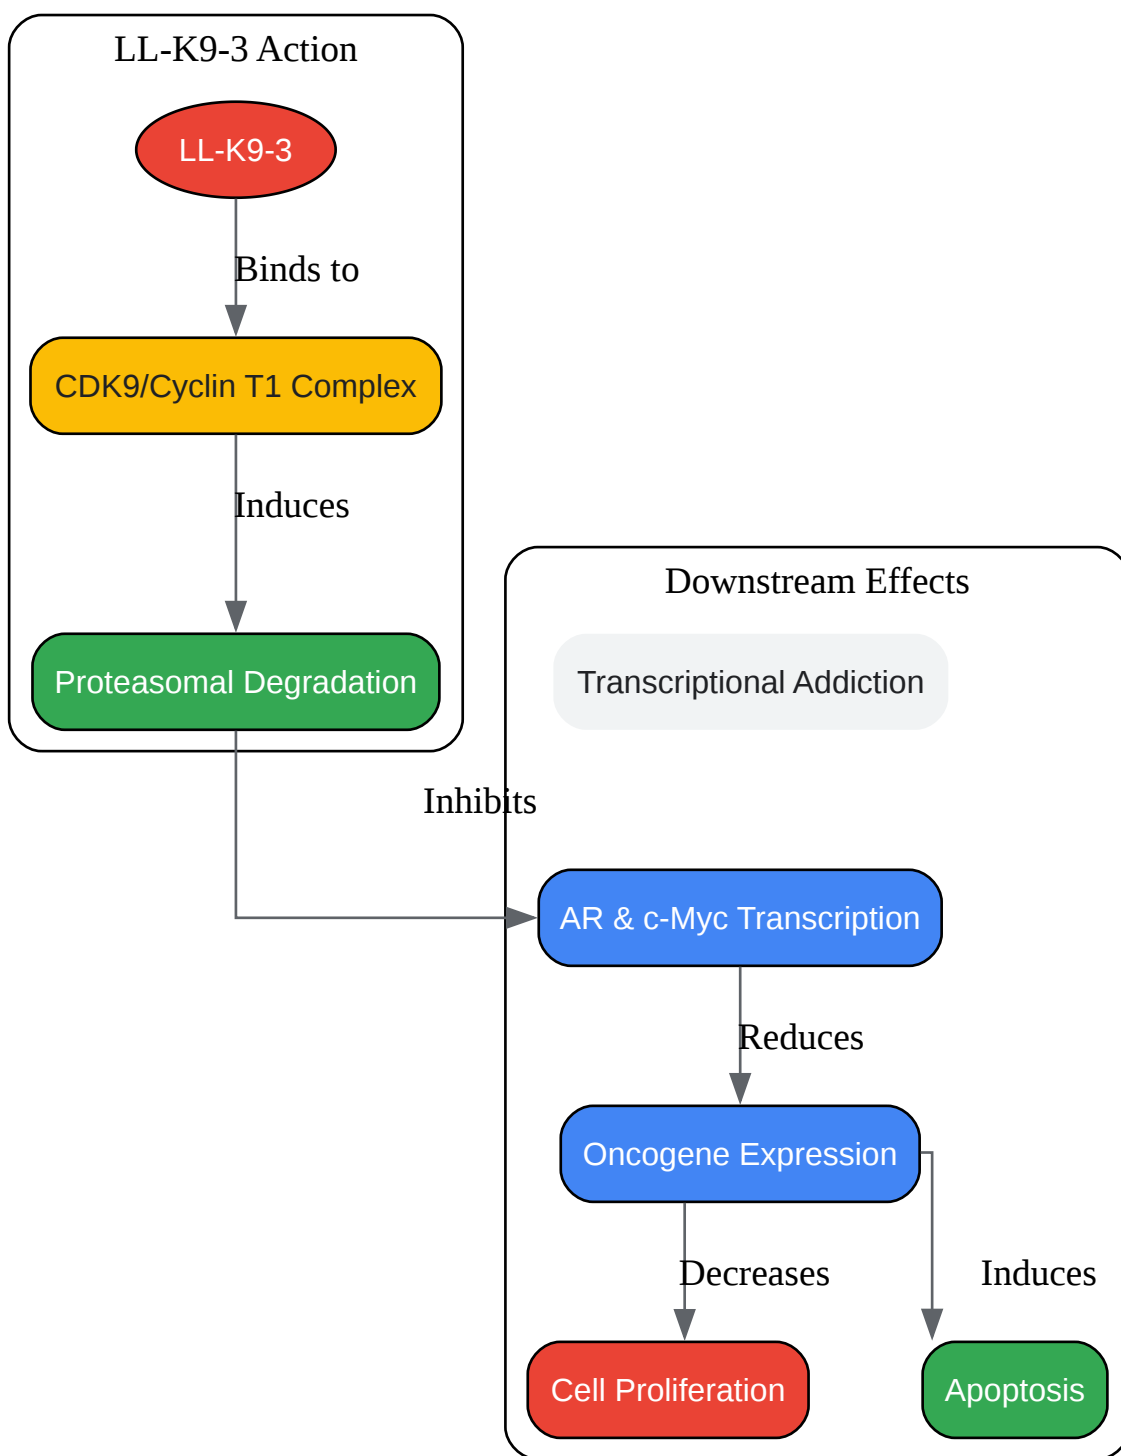 LL-K9-3 Action
LL-K9-3
Binds to
CDK9/Cyclin T1 Complex
Induces
Proteasomal Degradation
Downstream Effects
Transcriptional Addiction
Inhibits
AR & c-Myc Transcription
Reduces
Oncogene Expression
Decreases
Induces
Cell Proliferation
Apoptosis